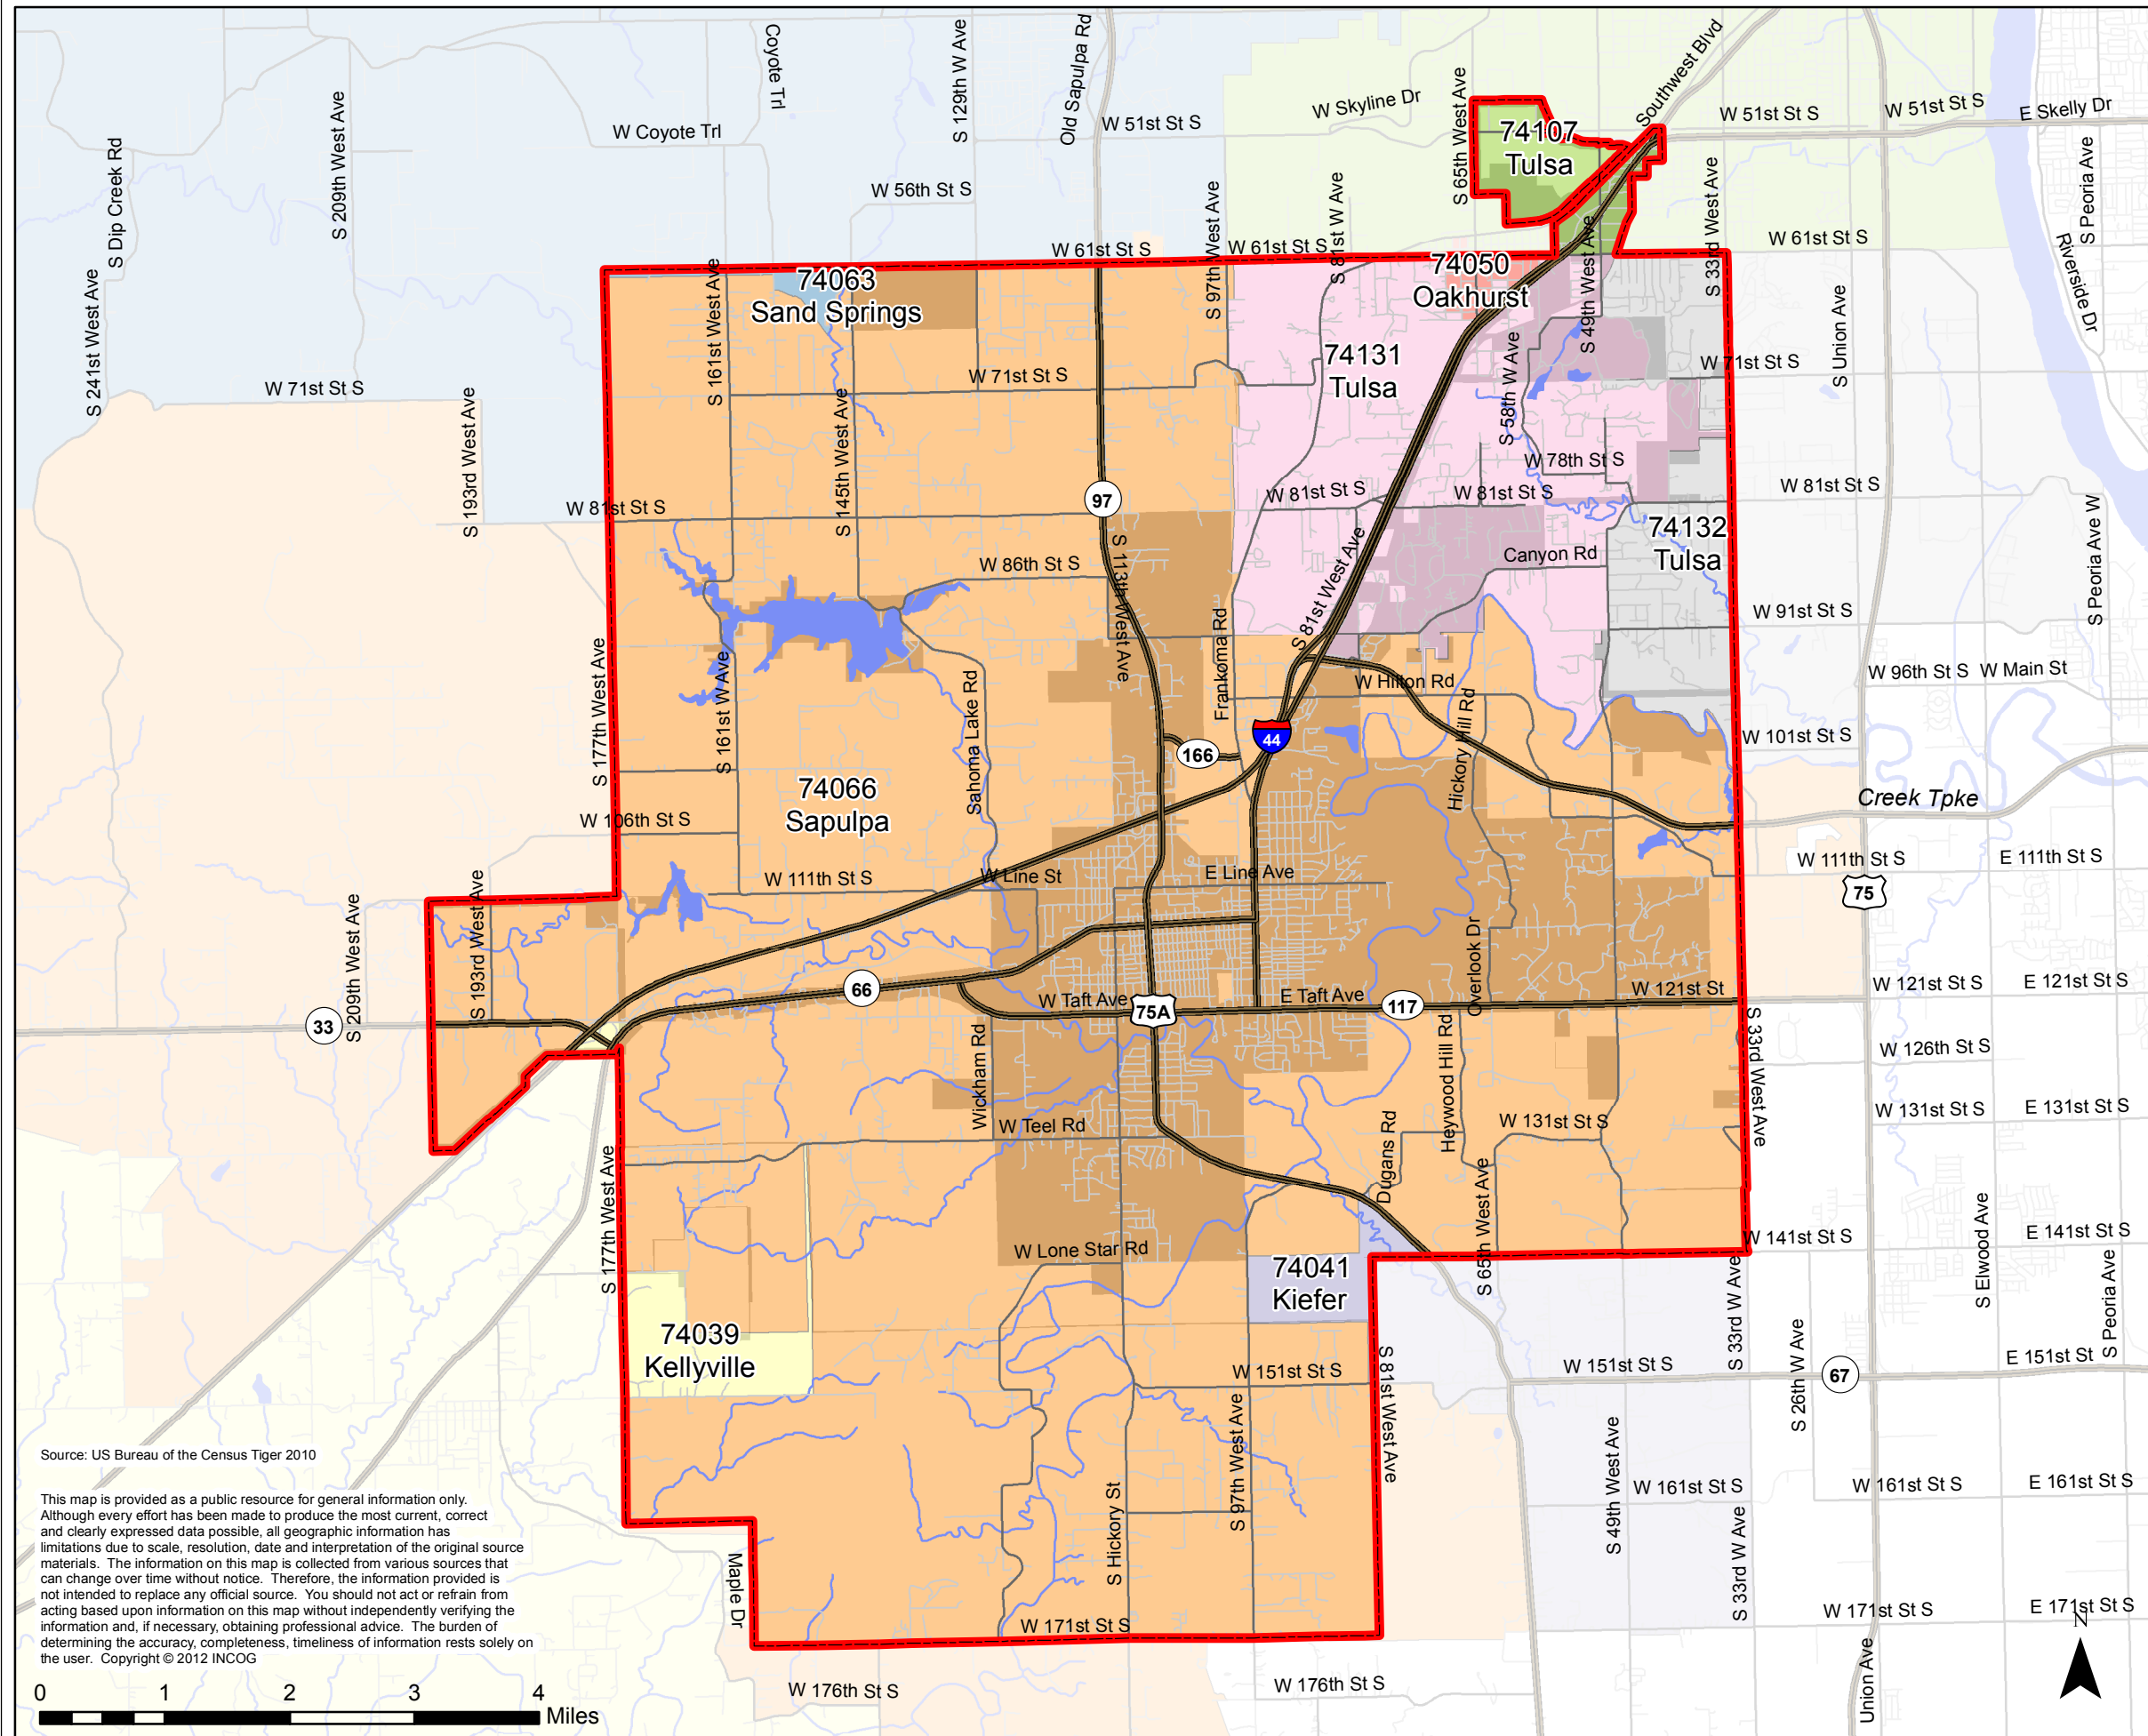 Coyote Trl
S 129th W Ave
Old Sapulpa Rd
Southwest Blvd
W Skyline Dr
S 65th West Ave
74107
Tulsa
W 51st St S
W 51st St S
W 51st St S
E Skelly Dr
W Coyote Trl
S 209th West Ave
S Dip Creek Rd
W 56th St S
S 97th West Ave
S 81st W Ave
S 33rd West Ave
S Peoria Ave
Riverside Dr
W 61st St S
W 61st St S
W 61st St S
S 49th West Ave
74050
Oakhurst
74063
Sand Springs
S 161st West Ave
S 241st West Ave
74131
Tulsa
S Union Ave
W 71st St S
W 71st St S
W 71st St S
S 58th W Ave
S 193rd West Ave
S 145th West Ave
W 78th St S
W 81st St S
97
W 81st St S
W 81st St S
W 81st St S
S Peoria Ave W
74132
Tulsa
W 86th St S
S 113th West Ave
S 81st West Ave
Canyon Rd
W 91st St S
S 177th West Ave
S 161st W Ave
Sahoma Lake Rd
Frankoma Rd
W Hilton Rd
Hickory Hill Rd
W 96th St S
W Main St
44
166
W 101st St S
74066
Sapulpa
Creek Tpke
W 106th St S
W 111th St S
W Line St
E Line Ave
W 111th St S
E 111th St S
75
S 209th West Ave
S 193rd West Ave
33
66
W Taft Ave
75A
E Taft Ave
117
Overlook Dr
W 121st St
W 121st St S
E 121st St S
Wickham Rd
Heywood Hill Rd
S 33rd West Ave
W 126th St S
W Teel Rd
Dugans Rd
W 131st St S
W 131st St S
E 131st St S
S 177th West Ave
S 65th West Ave
W Lone Star Rd
74041
Kiefer
W 141st St S
E 141st St S
S Elwood Ave
S Peoria Ave
74039
Kellyville
S 33rd W Ave
S 26th W Ave
W 151st St S
S 81st West Ave
W 151st St S
67
E 151st St
S 97th West Ave
S Hickory St
S 49th West Ave
W 161st St S
W 161st St S
E 161st St S
S 33rd W Ave
Maple Dr
W 171st St S
W 171st St S
E 171st St S
N
W 176th St S
W 176th St S
Union Ave
Source: US Bureau of the Census Tiger 2010
This map is provided as a public resource for general information only.
Although every effort has been made to produce the most current, correct
and clearly expressed data possible, all geographic information has
limitations due to scale, resolution, date and interpretation of the original source
materials. The information on this map is collected from various sources that
can change over time without notice. Therefore, the information provided is
not intended to replace any official source. You should not act or refrain from
acting based upon information on this map without independently verifying the
information and, if necessary, obtaining professional advice. The burden of
determining the accuracy, completeness, timeliness of information rests solely on
the user. Copyright © 2012 INCOG
0 1 2 3 4
Miles